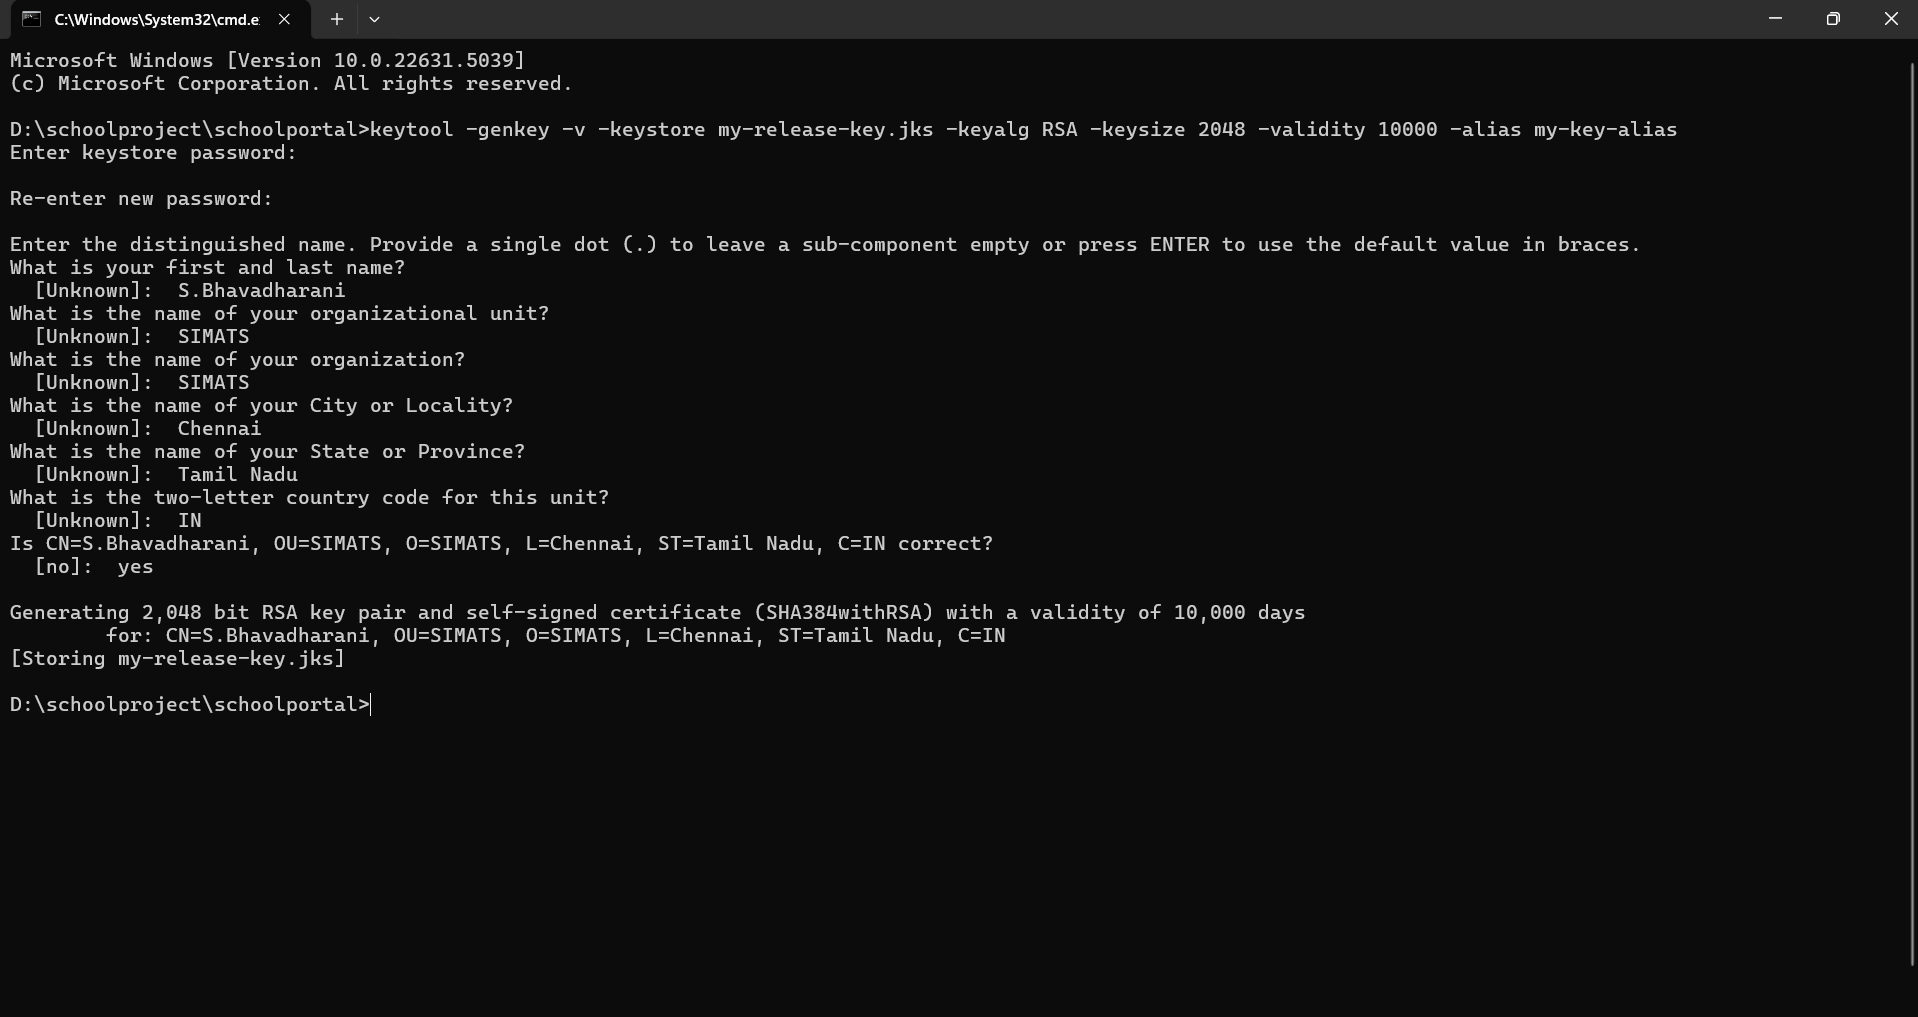 C:\Windows\System32\cmd.e
Microsoft Windows [Version 10.0.22631.5039]
(c) Microsoft Corporation. All rights reserved.
D:\schoolproject\schoolportal>keytool -genkey -v -keystore my-release-key.jks -keyalg RSA -keysize 2048 -validity 10000 -alias my-key-alias
Enter keystore password:
Re-enter new password:
Enter the distinguished name. Provide a single dot (.) to leave a sub-component empty or press ENTER to use the default value in braces.
What is your first and last name?
  [Unknown]:  S.Bhavadharani
What is the name of your organizational unit?
  [Unknown]:  SIMATS
What is the name of your organization?
  [Unknown]:  SIMATS
What is the name of your City or Locality?
  [Unknown]:  Chennai
What is the name of your State or Province?
  [Unknown]:  Tamil Nadu
What is the two-letter country code for this unit?
  [Unknown]:  IN
Is CN=S.Bhavadharani, OU=SIMATS, O=SIMATS, L=Chennai, ST=Tamil Nadu, C=IN correct?
  [no]:  yes
Generating 2,048 bit RSA key pair and self-signed certificate (SHA384withRSA) with a validity of 10,000 days
        for: CN=S.Bhavadharani, OU=SIMATS, O=SIMATS, L=Chennai, ST=Tamil Nadu, C=IN
[Storing my-release-key.jks]
D:\schoolproject\schoolportal>